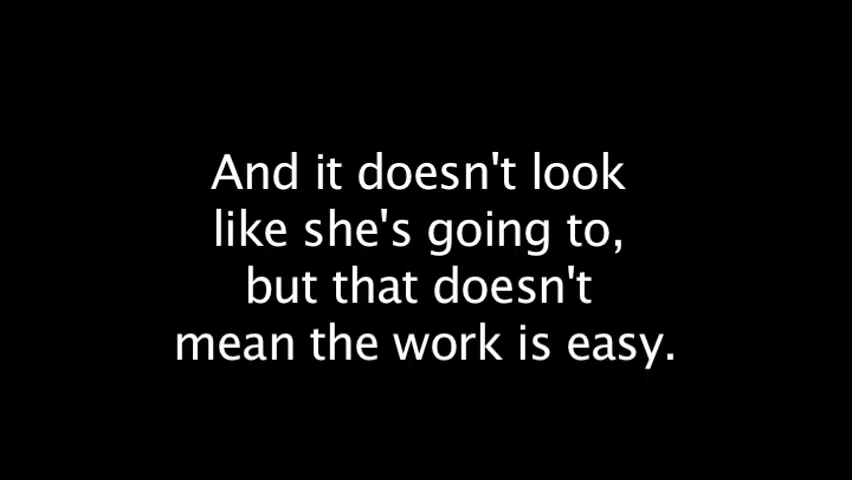 And it doesn't look
like she's going to,
but that doesn't
mean the work is easy.